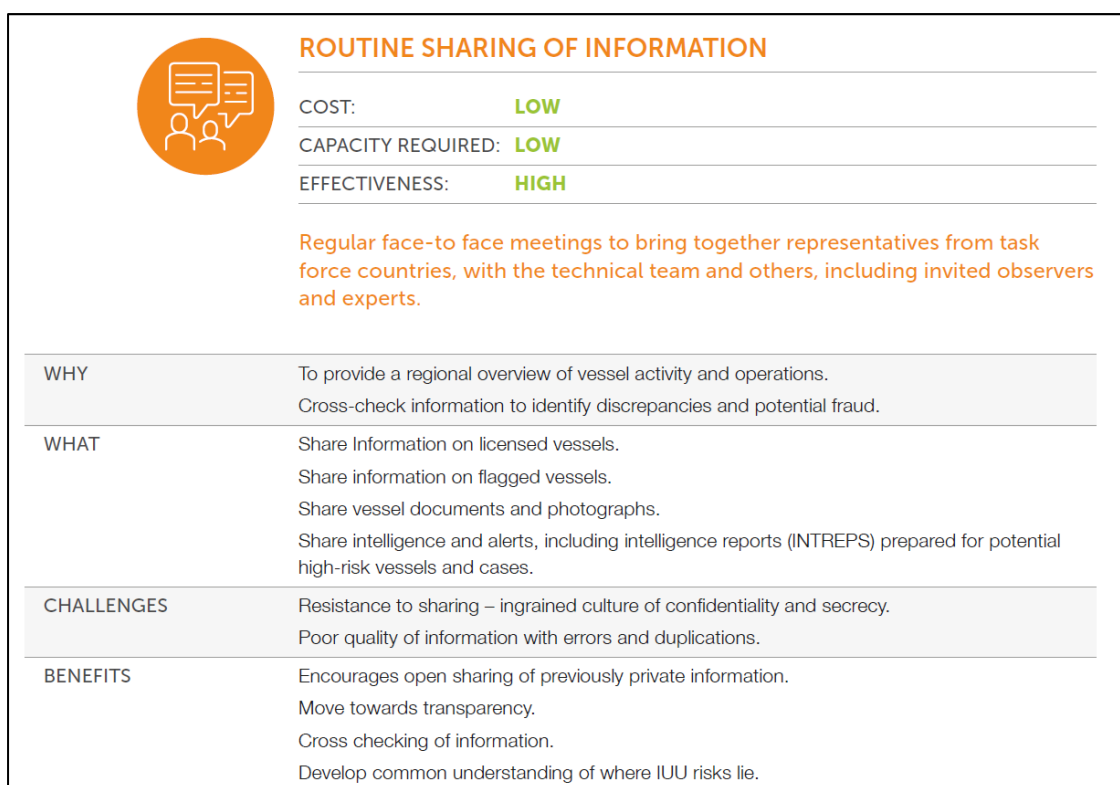 ROUTINE SHARING OF INFORMATION
COST: LOW
CAPACITY REQUIRED: LOW
EFFECTIVENESS: HIGH
Regular face-to face meetings to bring together representatives from task
force countries, with the technical team and others, including invited observers
and experts.
WHY To provide a regional overview of vessel activity and operations.
Cross-check information to identify discrepancies and potential fraud.
WHAT Share Information on licensed vessels.
Share information on flagged vessels.
Share vessel documents and photographs.
Share intelligence and alerts, including intelligence reports (INTREPS) prepared for potential
high-risk vessels and cases.
CHALLENGES Resistance to sharing – ingrained culture of confidentiality and secrecy.
Poor quality of information with errors and duplications.
BENEFITS Encourages open sharing of previously private information.
Move towards transparency.
Cross checking of information.
Develop common understanding of where IUU risks lie.